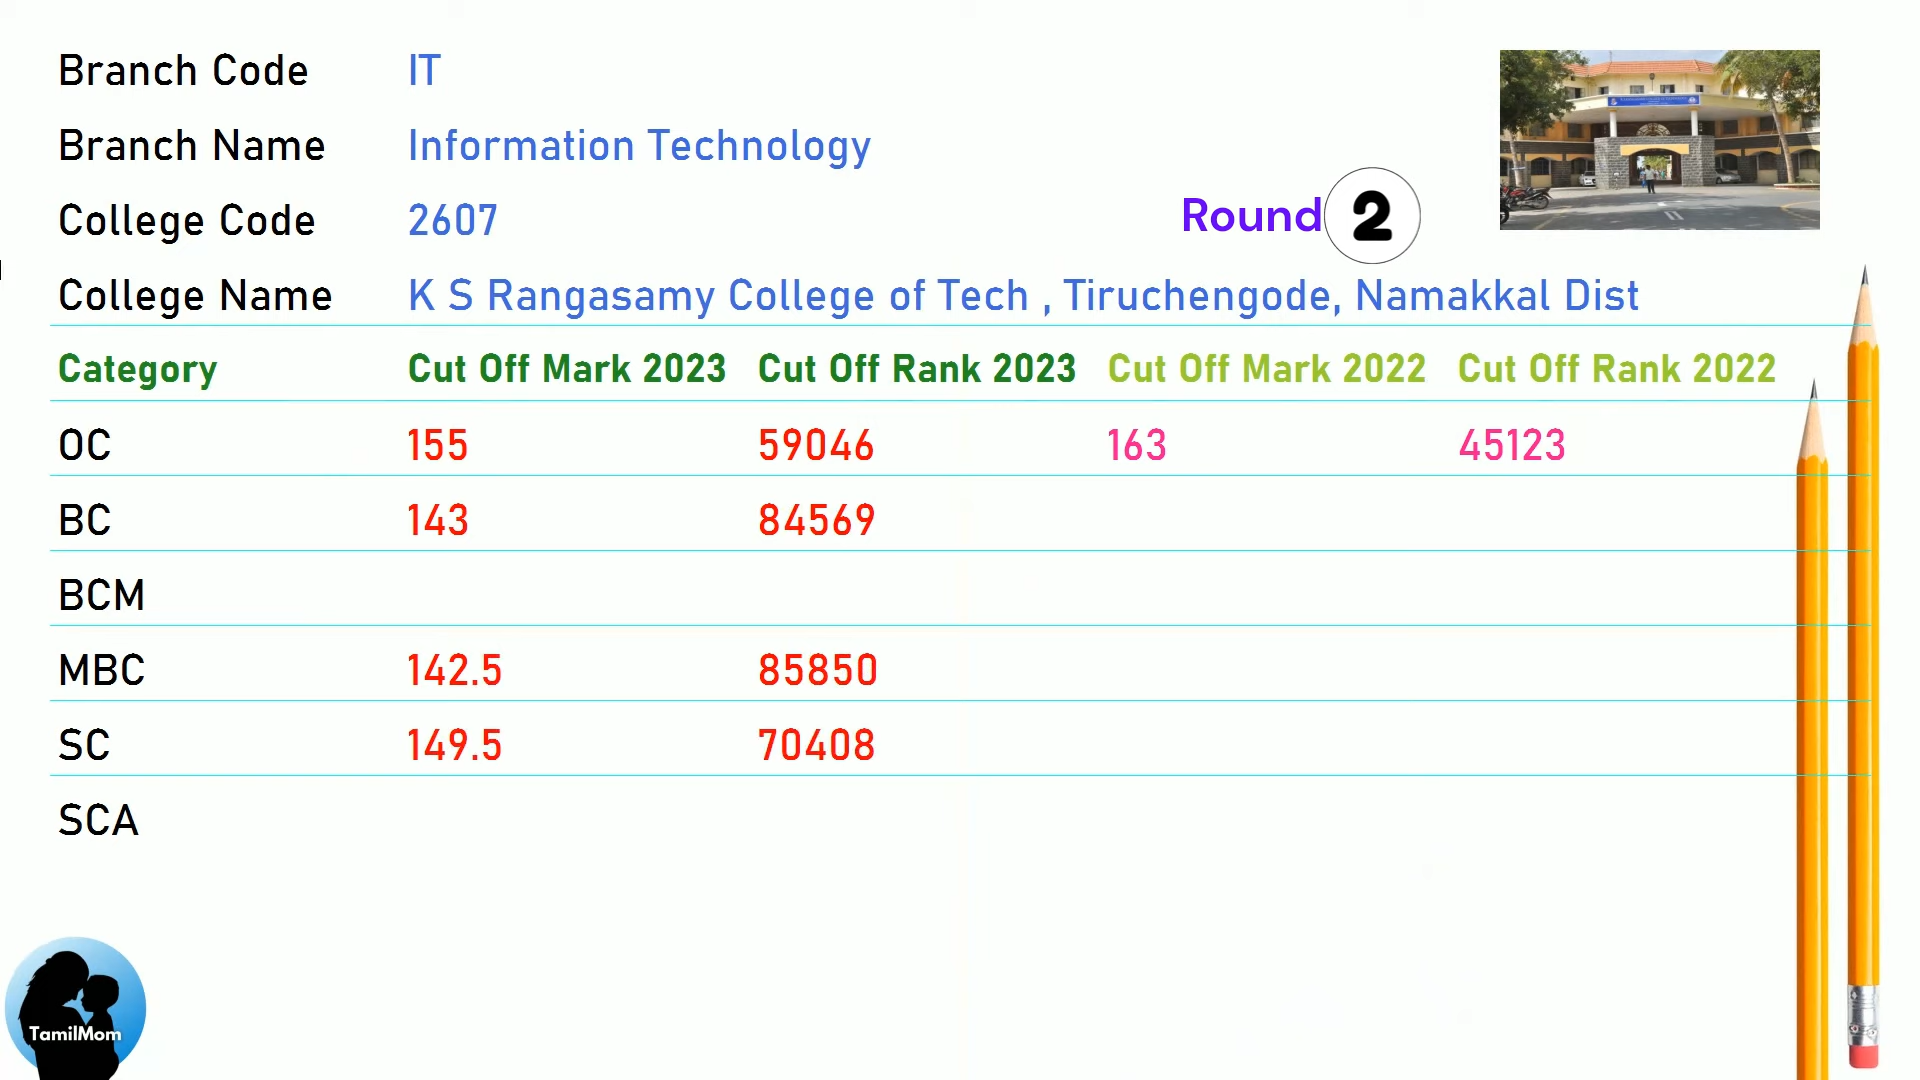 Branch Code IT
Branch Name Information Technology
College Code 2607
Round 2
College Name K S Rangasamy College of Tech , Tiruchengode, Namakkal Dist
Category Cut Off Mark 2023 Cut Off Rank 2023 Cut Off Mark 2022 Cut Off Rank 2022
OC 155 59046 163 45123
BC 143 84569
BCM
MBC 142.5 85850
SC 149.5 70408
SCA
TamilMom